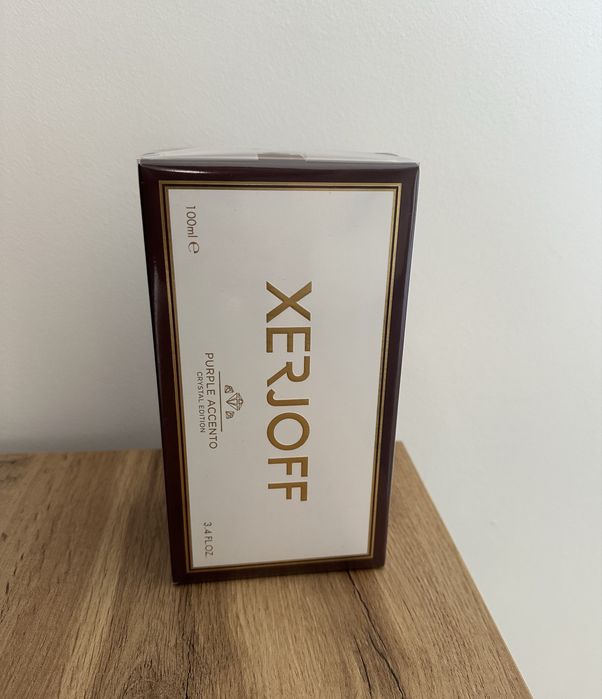 XERJOFF
PURPLE ACCENTO
CRYSTAL EDITION
100ml ℮
3.4 FL.OZ